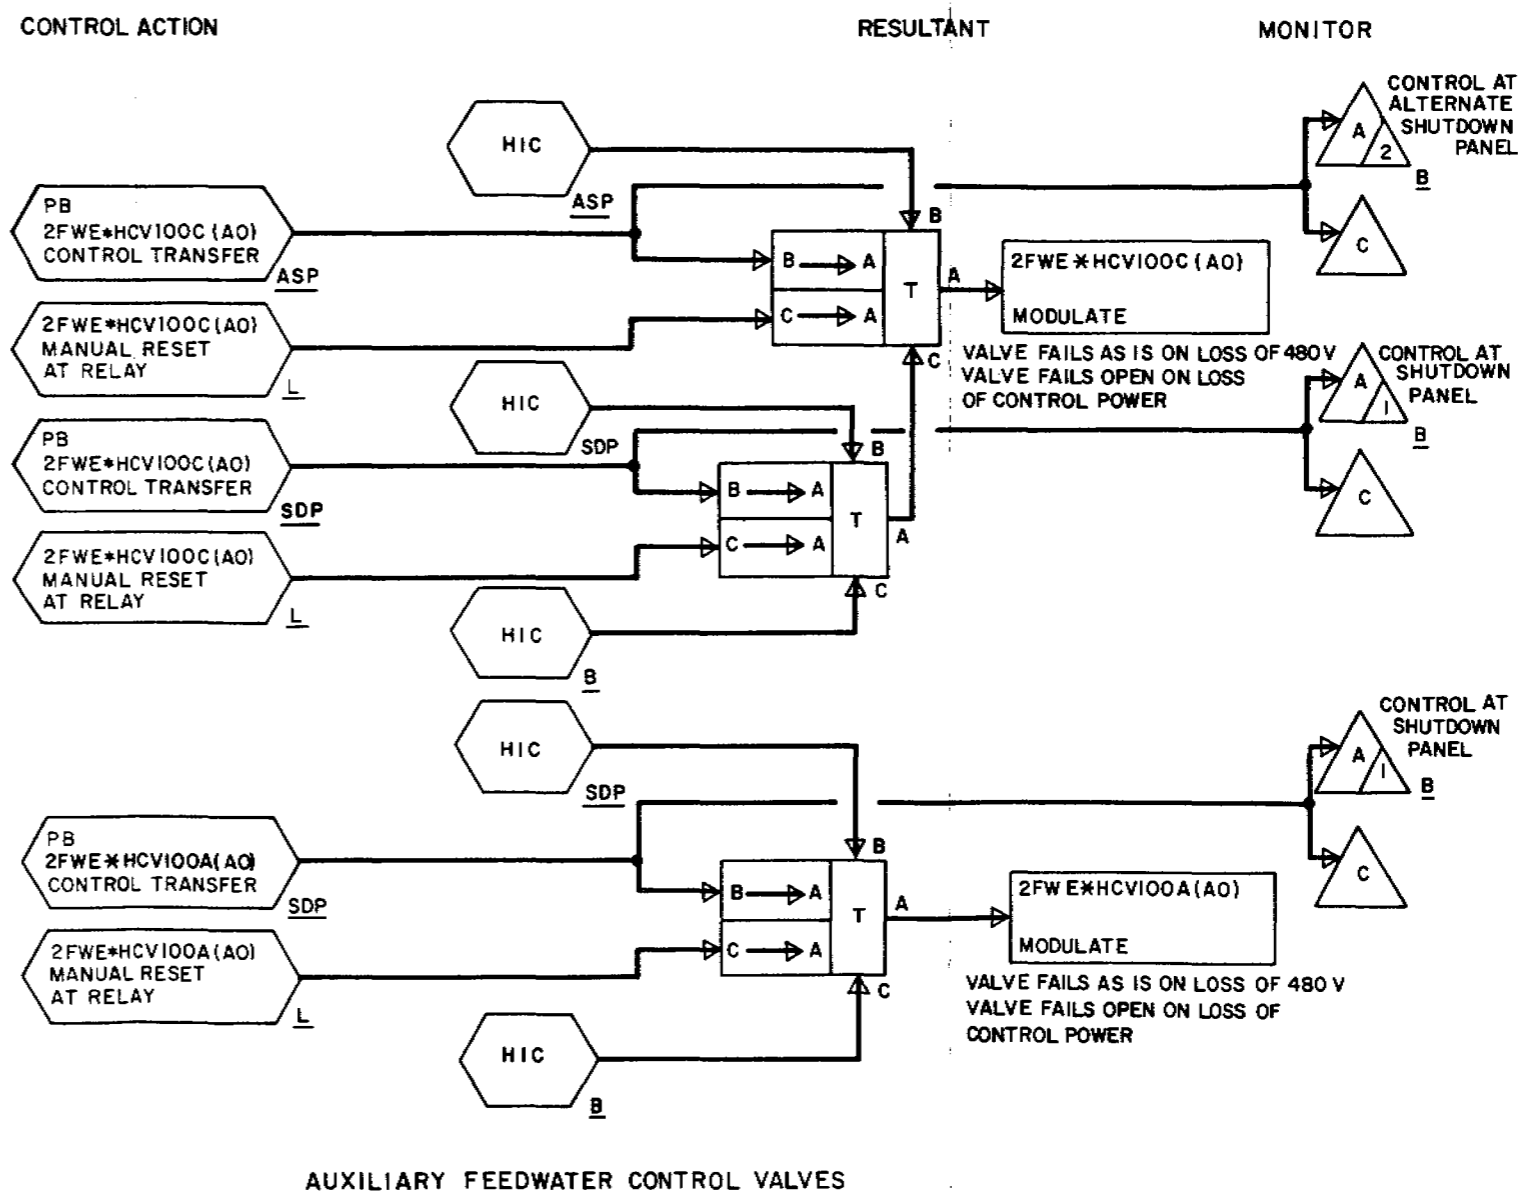 CONTROL ACTION
RESULTANT
MONITOR
CONTROL AT
ALTERNATE
SHUTDOWN
PANEL
A
2
B
HIC
ASP
PB
2FWE*HCV100C (AO)
CONTROL TRANSFER
ASP
B
B A
C A
T
A
C
2FWE*HCV100C (AO)
MODULATE
C
2FWE*HCV100C (AO)
MANUAL RESET
AT RELAY
L
VALVE FAILS AS IS ON LOSS OF 480 V
VALVE FAILS OPEN ON LOSS
OF CONTROL POWER
CONTROL AT
SHUTDOWN
PANEL
A
1
B
HIC
SDP
PB
2FWE*HCV100C (AO)
CONTROL TRANSFER
SDP
B
B A
C A
T
A
C
C
2FWE*HCV100C (AO)
MANUAL RESET
AT RELAY
L
HIC
B
HIC
SDP
CONTROL AT
SHUTDOWN
PANEL
A
1
B
PB
2FWE*HCV100A (AO)
CONTROL TRANSFER
SDP
B
B A
C A
T
A
C
2FWE*HCV100A (AO)
MODULATE
C
2FWE*HCV100A (AO)
MANUAL RESET
AT RELAY
L
VALVE FAILS AS IS ON LOSS OF 480 V
VALVE FAILS OPEN ON LOSS OF
CONTROL POWER
HIC
B
AUXILIARY FEEDWATER CONTROL VALVES